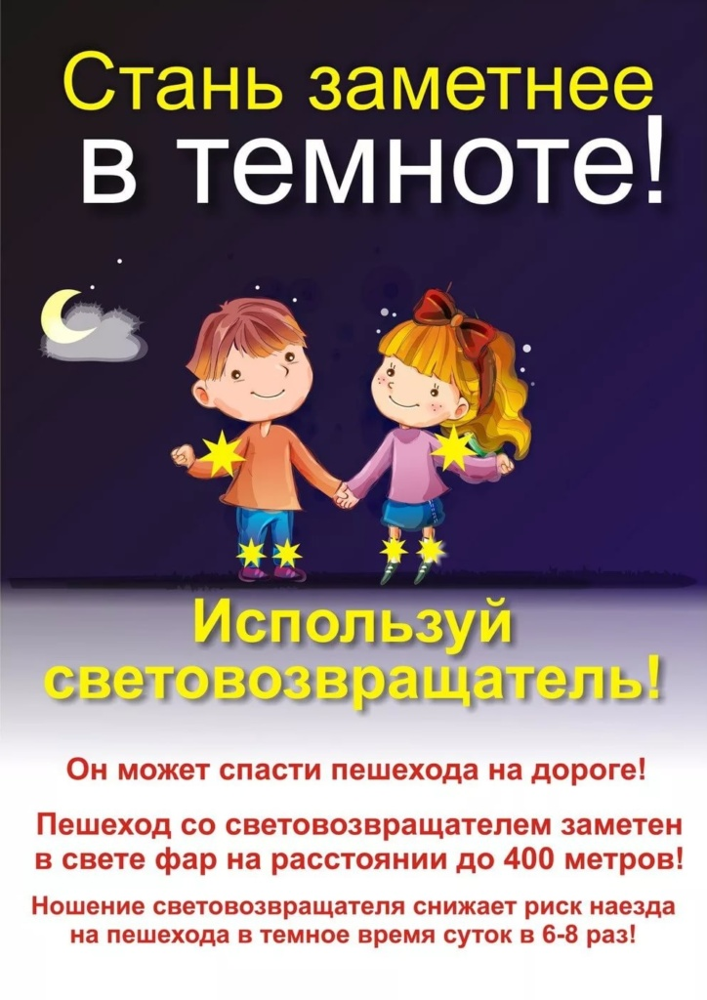 Стань заметнее
в темноте!
Используй
световозвращатель!
Он может спасти пешехода на дороге!
Пешеход со световозвращателем заметен
в свете фар на расстоянии до 400 метров!
Ношение световозвращателя снижает риск наезда
на пешехода в темное время суток в 6-8 раз!